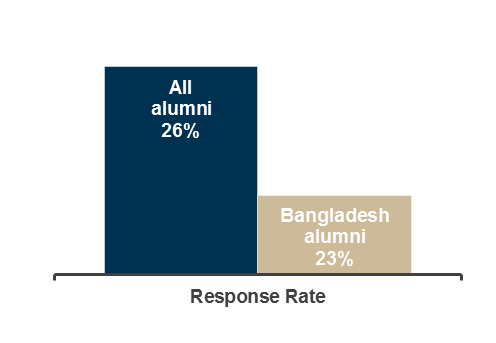 All
alumni
26%
Bangladesh
alumni
23%
Response Rate